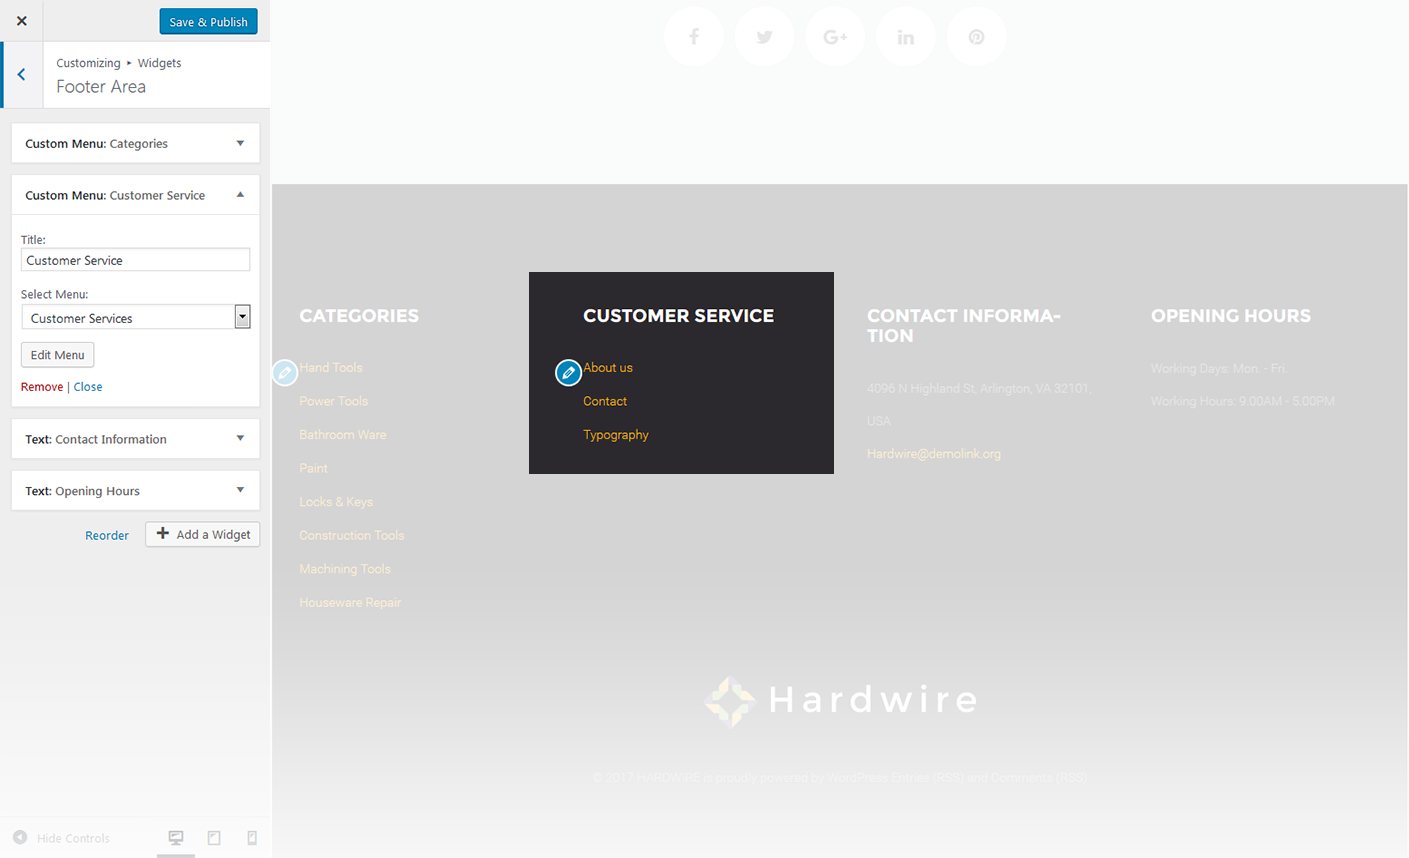 Save & Publish
Customizing ▸ Widgets
Footer Area
Custom Menu: Categories
Custom Menu: Customer Service
Title:
Customer Service
Select Menu:
Customer Services
Edit Menu
Remove | Close
Text: Contact Information
Text: Opening Hours
Reorder
Add a Widget
Hide Controls
CATEGORIES
Hand Tools
Power Tools
Bathroom Ware
Paint
Locks & Keys
Construction Tools
Machining Tools
Houseware Repair
CUSTOMER SERVICE
About us
Contact
Typography
CONTACT INFORMA-
TION
4096 N Highland St, Arlington, VA 32101,
USA
Hardwire@demolink.org
OPENING HOURS
Working Days: Mon. - Fri.
Working Hours: 9.00AM - 5.00PM
Hardwire
© 2017 HARDWIRE is proudly powered by WordPress Entries (RSS) and Comments (RSS)